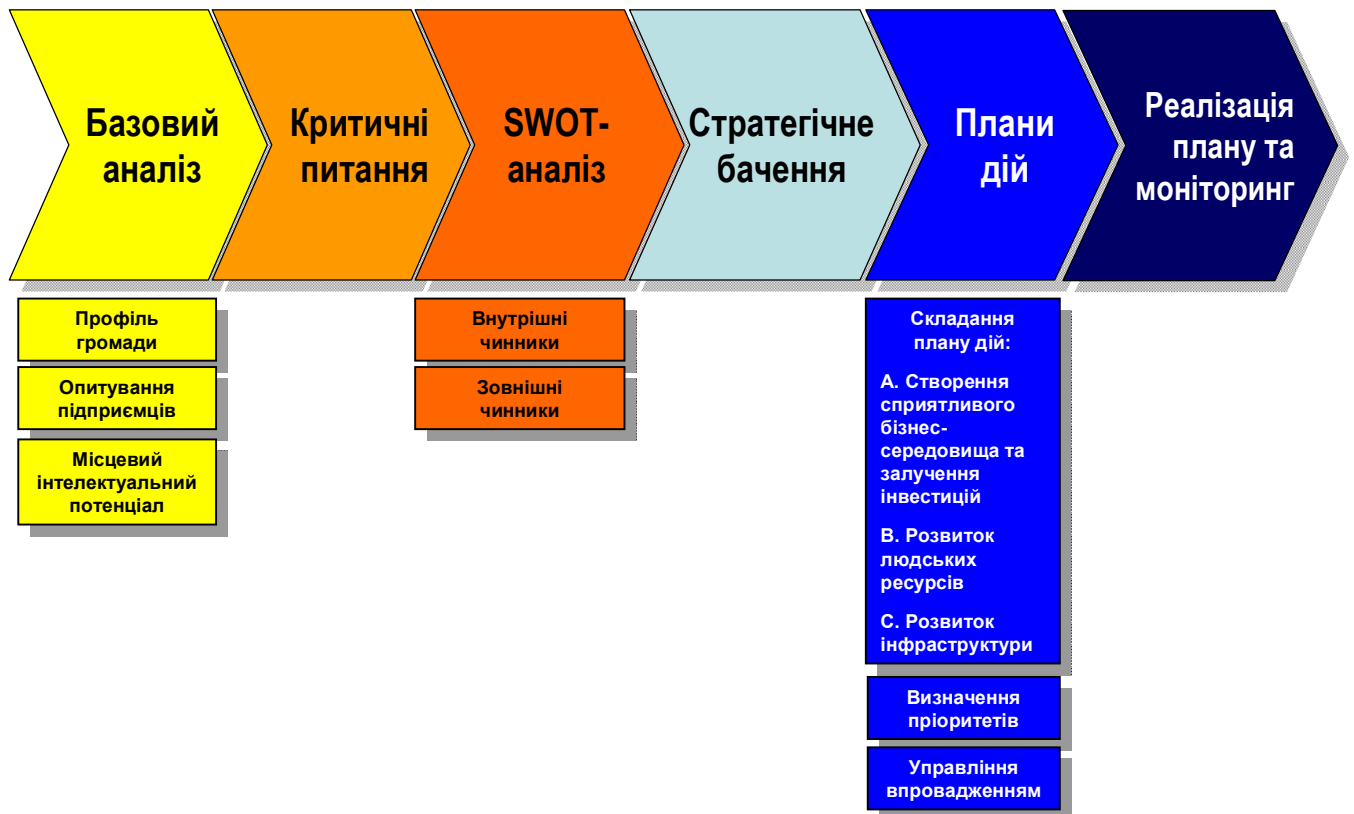 Базовий
аналіз
Критичні
питання
SWOT-
аналіз
Стратегічне
бачення
Плани
дій
Реалізація
плану та
моніторинг
Профіль
громади
Опитування
підприємців
Місцевий
інтелектуальний
потенціал
Внутрішні
чинники
Зовнішні
чинники
Складання
плану дій:
А. Створення
сприятливого
бізнес-
середовища та
залучення
інвестицій
В. Розвиток
людських
ресурсів
С. Розвиток
інфраструктури
Визначення
пріоритетів
Управління
впровадженням